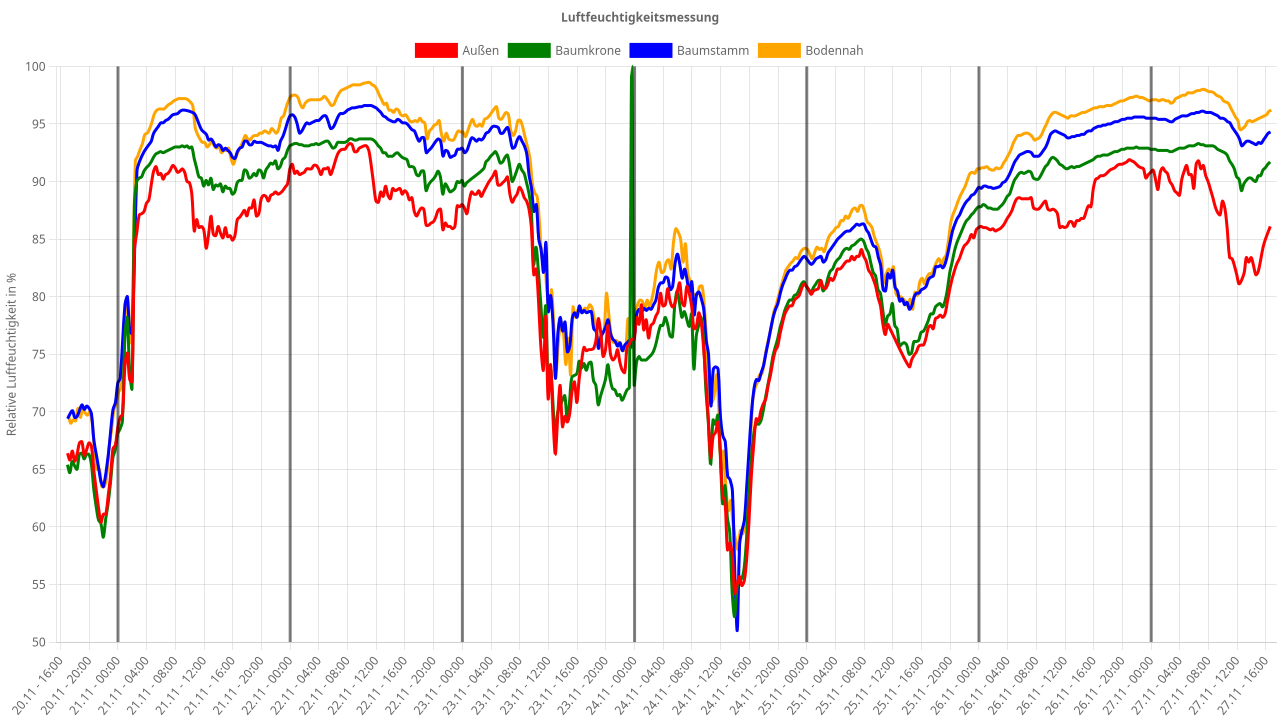 Luftfeuchtigkeitsmessung
Außen Baumkrone Baumstamm Bodennah
Relative Luftfeuchtigkeit in %
100
95
90
85
80
75
70
65
60
55
50
20.11 - 16:00
20.11 - 20:00
21.11 - 00:00
21.11 - 04:00
21.11 - 08:00
21.11 - 12:00
21.11 - 16:00
21.11 - 20:00
22.11 - 00:00
22.11 - 04:00
22.11 - 08:00
22.11 - 12:00
22.11 - 16:00
22.11 - 20:00
23.11 - 00:00
23.11 - 04:00
23.11 - 08:00
23.11 - 12:00
23.11 - 16:00
23.11 - 20:00
24.11 - 00:00
24.11 - 04:00
24.11 - 08:00
24.11 - 12:00
24.11 - 16:00
24.11 - 20:00
25.11 - 00:00
25.11 - 04:00
25.11 - 08:00
25.11 - 12:00
25.11 - 16:00
25.11 - 20:00
26.11 - 00:00
26.11 - 04:00
26.11 - 08:00
26.11 - 12:00
26.11 - 16:00
26.11 - 20:00
27.11 - 00:00
27.11 - 04:00
27.11 - 08:00
27.11 - 12:00
27.11 - 16:00